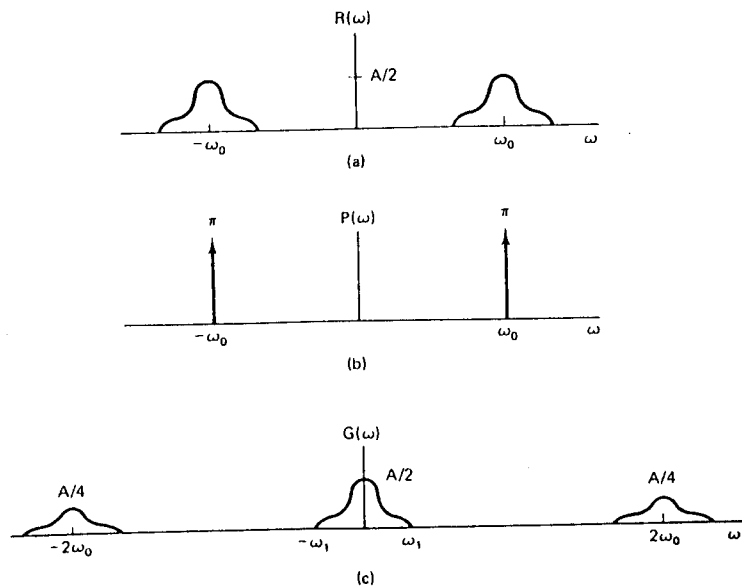 R(ω)
A/2
-ω₀
ω₀
ω
(a)
π
P(ω)
π
-ω₀
ω₀
ω
(b)
G(ω)
A/4
A/2
A/4
-2ω₀
-ω₁
ω₁
2ω₀
ω
(c)